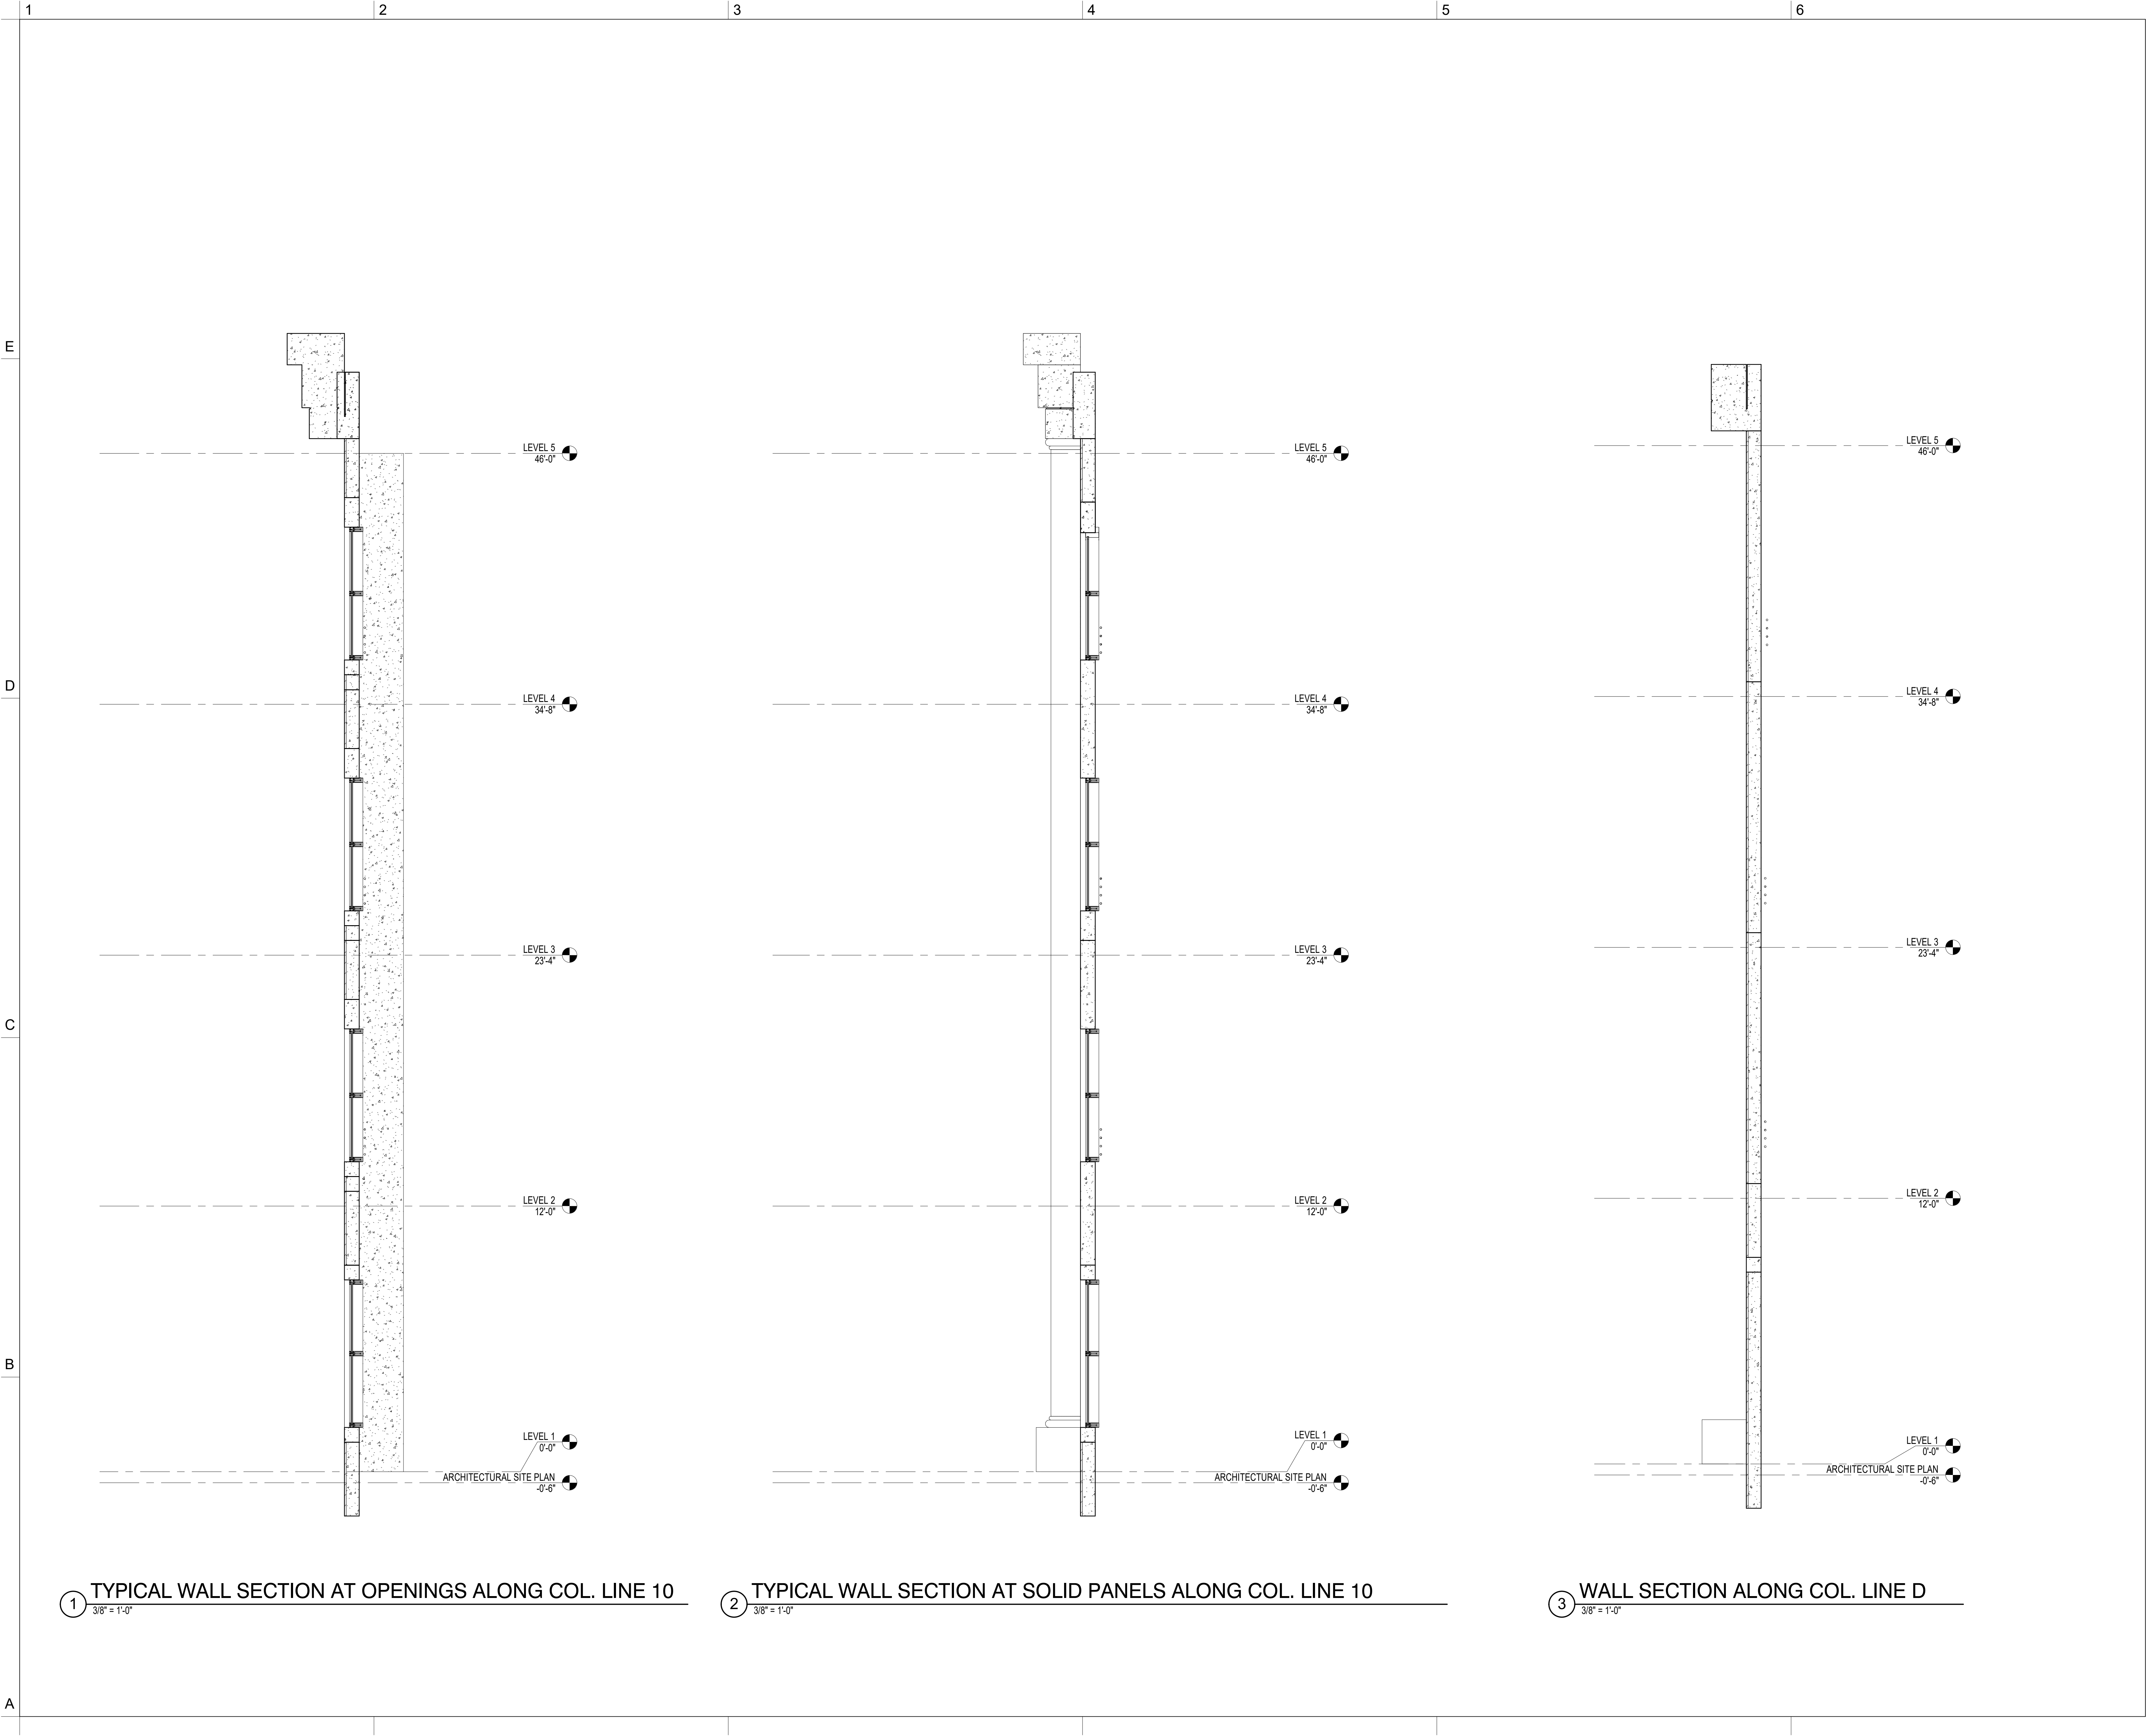 1 2 3 4 5 6
E
D
C
B
A
LEVEL 5
46'-0"
LEVEL 4
34'-8"
LEVEL 3
23'-4"
LEVEL 2
12'-0"
LEVEL 1
0'-0"
ARCHITECTURAL SITE PLAN
-0'-6"
1 TYPICAL WALL SECTION AT OPENINGS ALONG COL. LINE 10
3/8" = 1'-0"
LEVEL 5
46'-0"
LEVEL 4
34'-8"
LEVEL 3
23'-4"
LEVEL 2
12'-0"
LEVEL 1
0'-0"
ARCHITECTURAL SITE PLAN
-0'-6"
2 TYPICAL WALL SECTION AT SOLID PANELS ALONG COL. LINE 10
3/8" = 1'-0"
LEVEL 5
46'-0"
LEVEL 4
34'-8"
LEVEL 3
23'-4"
LEVEL 2
12'-0"
LEVEL 1
0'-0"
ARCHITECTURAL SITE PLAN
-0'-6"
3 WALL SECTION ALONG COL. LINE D
3/8" = 1'-0"